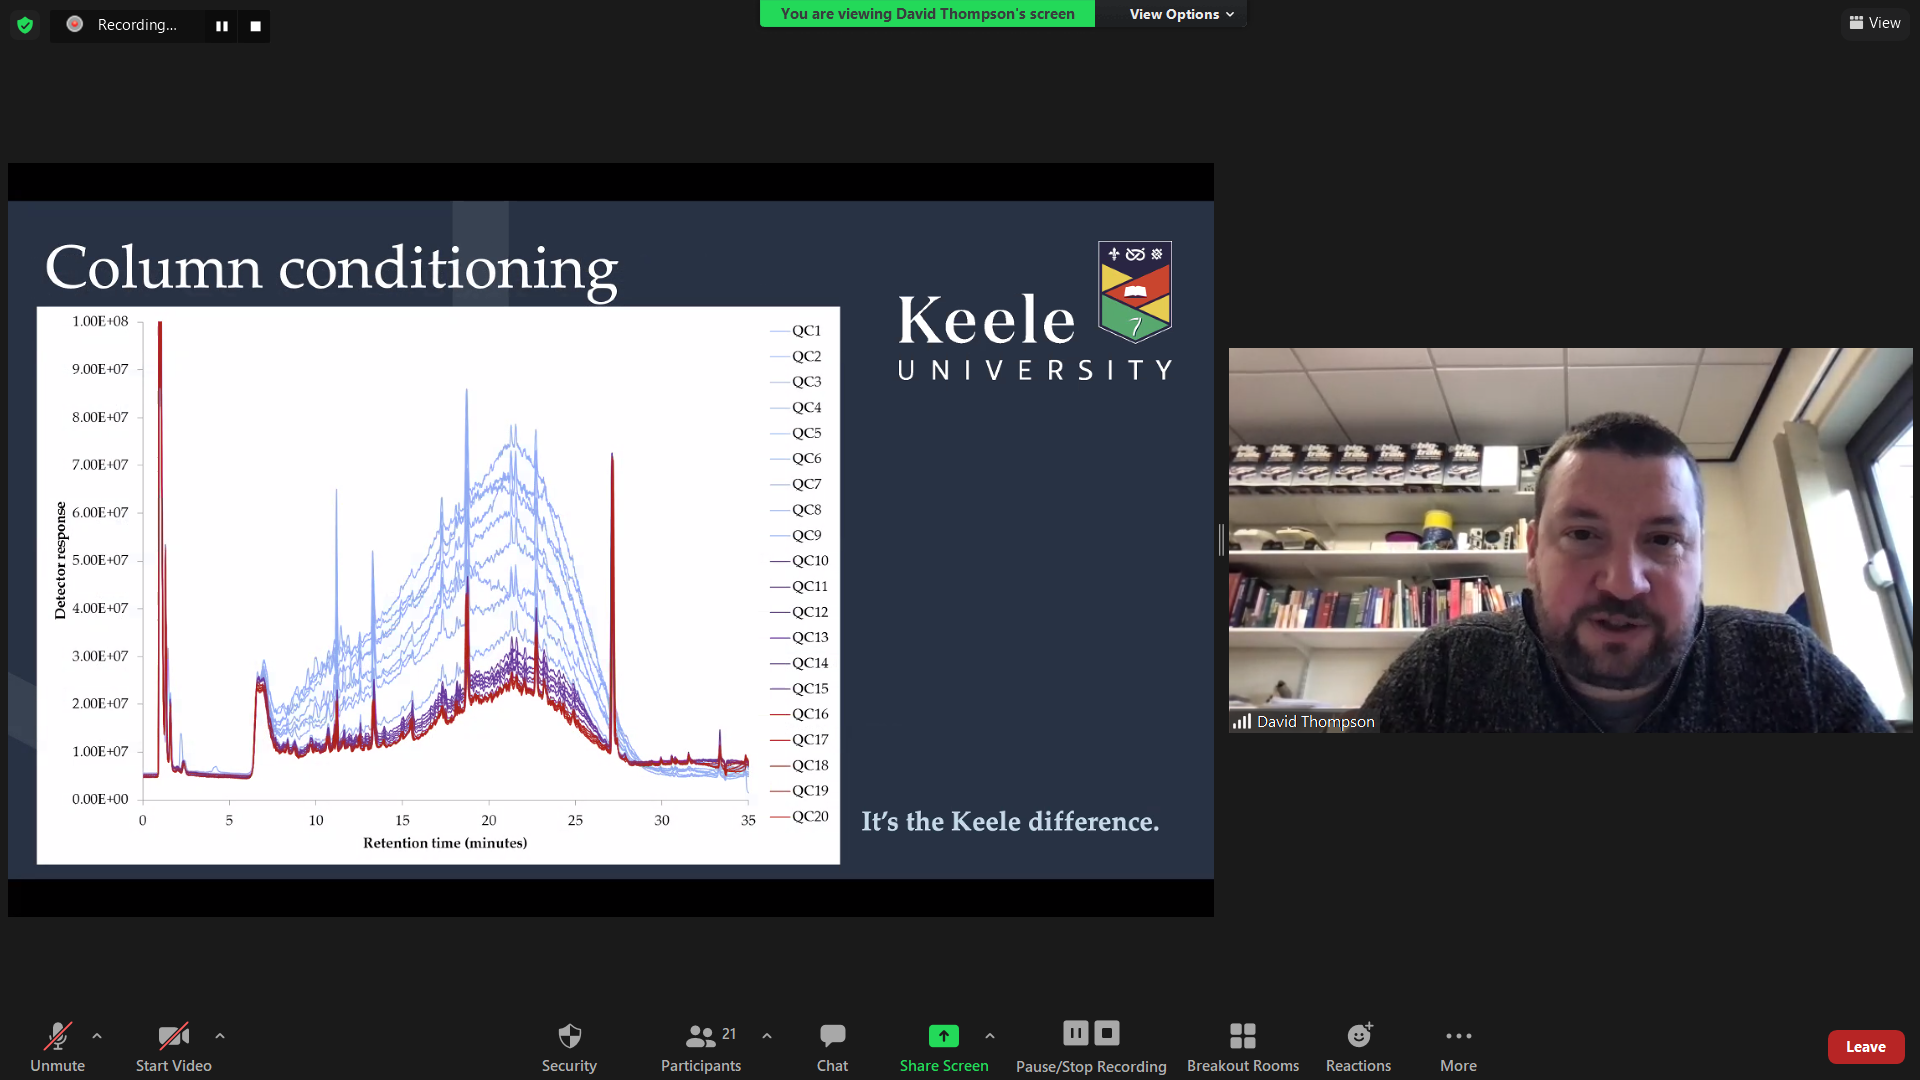 Recording...
You are viewing David Thompson's screen
View Options
View
Column conditioning
Keele
UNIVERSITY
1.00E+08
9.00E+07
8.00E+07
7.00E+07
6.00E+07
5.00E+07
4.00E+07
3.00E+07
2.00E+07
1.00E+07
0.00E+00
Detector response
0 5 10 15 20 25 30 35
Retention time (minutes)
QC1
QC2
QC3
QC4
QC5
QC6
QC7
QC8
QC9
QC10
QC11
QC12
QC13
QC14
QC15
QC16
QC17
QC18
QC19
QC20
It's the Keele difference.
David Thompson
Unmute
Start Video
Security
Participants
21
Chat
Share Screen
Pause/Stop Recording
Breakout Rooms
Reactions
More
Leave